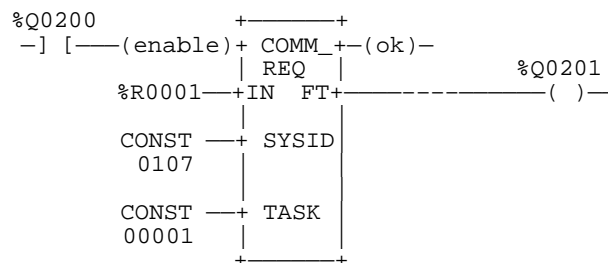 %Q0200
—] [——(enable)+ COMM_+—(ok)—
REQ %Q0201
%R0001——+IN FT+——————————( )—
CONST ——+ SYSID
0107
CONST ——+ TASK
00001